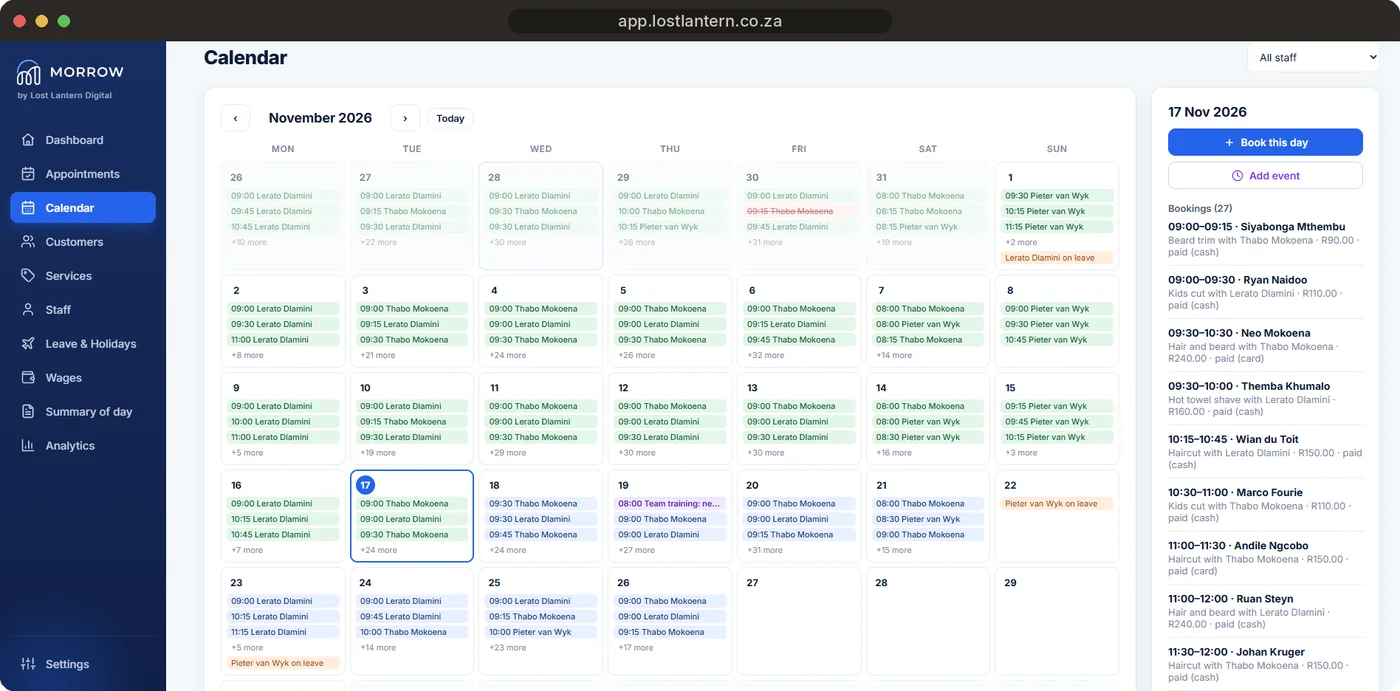 app.lostlantern.co.za
MORROW
by Lost Lantern Digital
Dashboard
Appointments
Calendar
Customers
Services
Staff
Leave & Holidays
Wages
Summary of day
Analytics
Settings
Calendar
All staff
‹ November 2026 › Today
MON TUE WED THU FRI SAT SUN
26
09:00 Lerato Dlamini
09:45 Lerato Dlamini
10:45 Lerato Dlamini
+10 more
27
09:00 Lerato Dlamini
09:15 Thabo Mokoena
09:30 Lerato Dlamini
+22 more
28
09:00 Lerato Dlamini
09:30 Thabo Mokoena
09:30 Lerato Dlamini
+30 more
29
09:00 Lerato Dlamini
10:00 Thabo Mokoena
10:15 Pieter van Wyk
+26 more
30
09:00 Lerato Dlamini
09:15 Thabo Mokoena
09:45 Lerato Dlamini
+31 more
31
08:00 Thabo Mokoena
08:15 Thabo Mokoena
08:15 Pieter van Wyk
+19 more
1
09:30 Pieter van Wyk
10:15 Pieter van Wyk
11:15 Pieter van Wyk
+2 more
Lerato Dlamini on leave
2
09:00 Lerato Dlamini
09:30 Lerato Dlamini
11:00 Lerato Dlamini
+8 more
3
09:00 Thabo Mokoena
09:15 Lerato Dlamini
09:30 Thabo Mokoena
+21 more
4
09:00 Thabo Mokoena
09:00 Lerato Dlamini
09:30 Thabo Mokoena
+24 more
5
09:00 Thabo Mokoena
09:00 Lerato Dlamini
09:30 Thabo Mokoena
+26 more
6
09:00 Thabo Mokoena
09:15 Lerato Dlamini
09:45 Thabo Mokoena
+32 more
7
08:00 Thabo Mokoena
08:00 Pieter van Wyk
08:15 Thabo Mokoena
+14 more
8
09:00 Pieter van Wyk
09:30 Pieter van Wyk
10:45 Pieter van Wyk
9
09:00 Lerato Dlamini
10:00 Lerato Dlamini
11:00 Lerato Dlamini
+5 more
10
09:00 Lerato Dlamini
09:15 Thabo Mokoena
09:30 Lerato Dlamini
+19 more
11
09:00 Thabo Mokoena
09:00 Lerato Dlamini
09:30 Thabo Mokoena
+29 more
12
09:00 Thabo Mokoena
09:00 Lerato Dlamini
09:30 Thabo Mokoena
+30 more
13
09:00 Thabo Mokoena
09:00 Lerato Dlamini
09:30 Lerato Dlamini
+30 more
14
08:00 Thabo Mokoena
08:00 Pieter van Wyk
08:30 Pieter van Wyk
+16 more
15
09:15 Pieter van Wyk
09:45 Pieter van Wyk
10:15 Pieter van Wyk
+3 more
16
09:00 Lerato Dlamini
10:15 Lerato Dlamini
10:45 Lerato Dlamini
+7 more
17
09:00 Thabo Mokoena
09:00 Lerato Dlamini
09:30 Thabo Mokoena
+24 more
18
09:30 Thabo Mokoena
09:30 Lerato Dlamini
09:45 Thabo Mokoena
+24 more
19
08:00 Team training: ne...
09:00 Thabo Mokoena
09:00 Lerato Dlamini
+27 more
20
09:00 Thabo Mokoena
09:00 Lerato Dlamini
09:15 Thabo Mokoena
+31 more
21
08:00 Thabo Mokoena
08:30 Pieter van Wyk
09:00 Thabo Mokoena
+15 more
22
Pieter van Wyk on leave
23
09:00 Lerato Dlamini
10:15 Lerato Dlamini
11:15 Lerato Dlamini
+5 more
Pieter van Wyk on leave
24
09:00 Lerato Dlamini
09:45 Lerato Dlamini
10:00 Thabo Mokoena
+14 more
25
09:00 Lerato Dlamini
09:15 Thabo Mokoena
10:00 Pieter van Wyk
+23 more
26
09:00 Thabo Mokoena
09:00 Lerato Dlamini
09:15 Thabo Mokoena
+17 more
27
28
29
17 Nov 2026
+ Book this day
Add event
Bookings (27)
09:00–09:15 · Siyabonga Mthembu
Beard trim with Thabo Mokoena · R90.00 ·
paid (cash)
09:00–09:30 · Ryan Naidoo
Kids cut with Lerato Dlamini · R110.00 ·
paid (cash)
09:30–10:30 · Neo Mokoena
Hair and beard with Thabo Mokoena ·
R240.00 · paid (card)
09:30–10:00 · Themba Khumalo
Hot towel shave with Lerato Dlamini ·
R160.00 · paid (cash)
10:15–10:45 · Wian du Toit
Haircut with Lerato Dlamini · R150.00 · paid
(cash)
10:30–11:00 · Marco Fourie
Kids cut with Thabo Mokoena · R110.00 ·
paid (cash)
11:00–11:30 · Andile Ngcobo
Haircut with Thabo Mokoena · R150.00 ·
paid (card)
11:00–12:00 · Ruan Steyn
Hair and beard with Lerato Dlamini ·
R240.00 · paid (cash)
11:30–12:00 · Johan Kruger
Haircut with Thabo Mokoena · R150.00 ·
paid (cash)